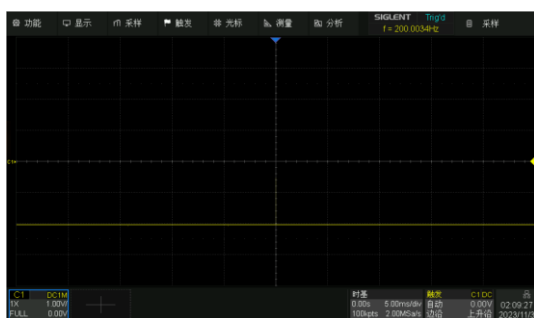 功能 显示 采样 触发 光标 测量 分析 SIGLENT Trig'd 采样
f = 200.0034Hz
C1
C1 DC1M
1X 1.00V/
FULL 0.00V
时基
0.00s 5.00ms/div
100kpts 2.00MSa/s
触发 C1 DC
自动 0.00V
边沿 上升沿
02:09:27